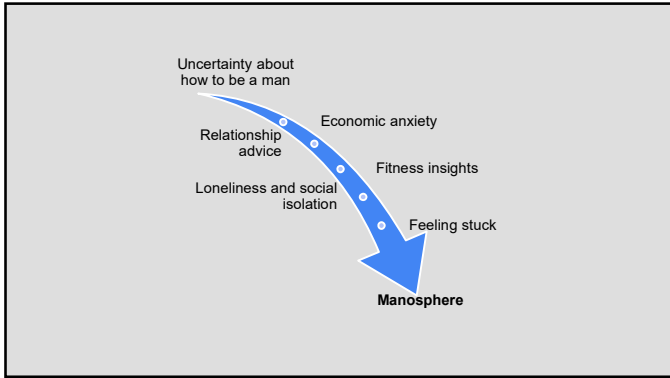 Uncertainty about
how to be a man
Economic anxiety
Relationship
advice
Fitness insights
Loneliness and social
isolation
Feeling stuck
Manosphere